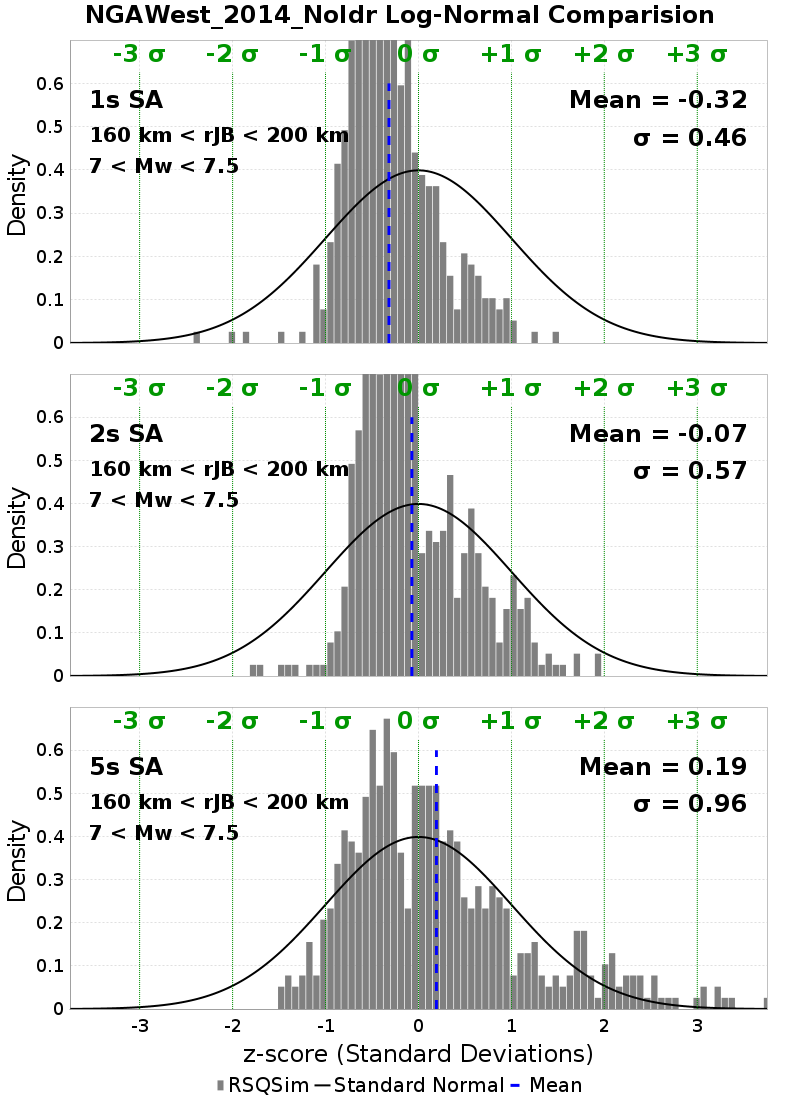 NGAWest_2014_NoIdr Log-Normal Comparision
-3 σ -2 σ -1 σ 0 σ +1 σ +2 σ +3 σ
1s SA
160 km < rJB < 200 km
7 < Mw < 7.5
Mean = -0.32
σ = 0.46
Density
0.6
0.5
0.4
0.3
0.2
0.1
0
-3 σ -2 σ -1 σ 0 σ +1 σ +2 σ +3 σ
2s SA
160 km < rJB < 200 km
7 < Mw < 7.5
Mean = -0.07
σ = 0.57
Density
0.6
0.5
0.4
0.3
0.2
0.1
0
-3 σ -2 σ -1 σ 0 σ +1 σ +2 σ +3 σ
5s SA
160 km < rJB < 200 km
7 < Mw < 7.5
Mean = 0.19
σ = 0.96
Density
0.6
0.5
0.4
0.3
0.2
0.1
0
-3 -2 -1 0 1 2 3
z-score (Standard Deviations)
RSQSim Standard Normal Mean